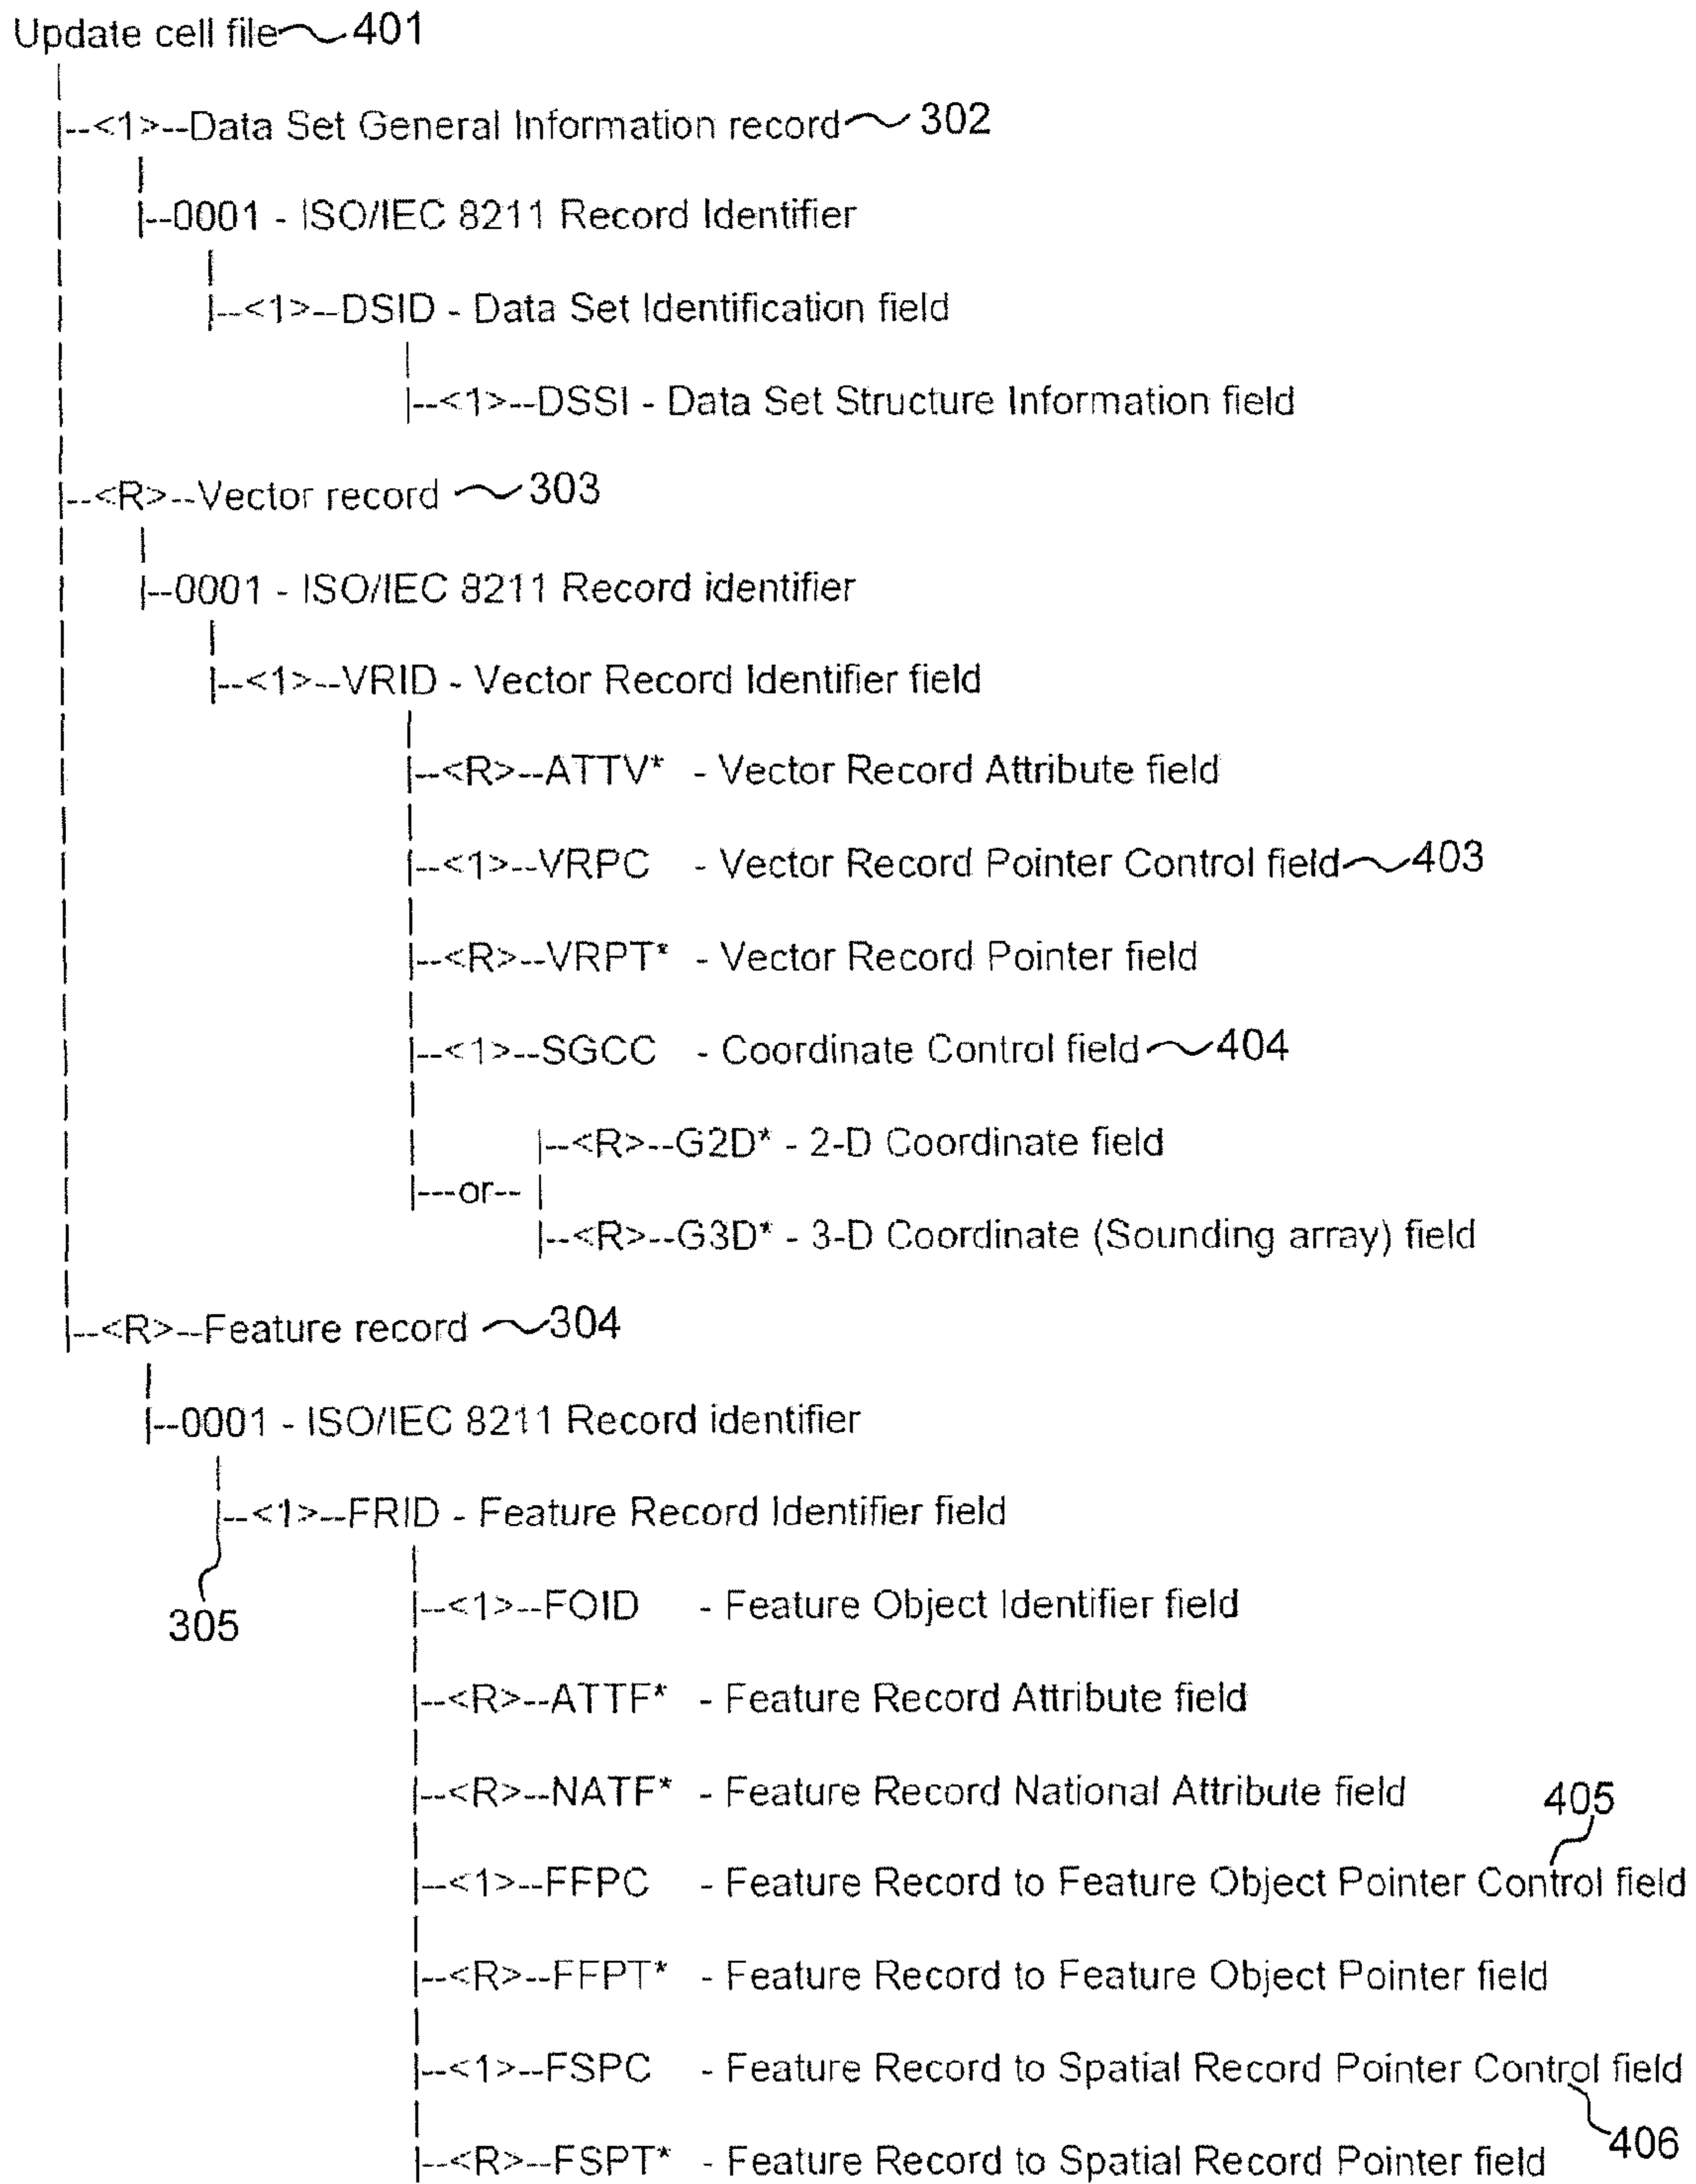 Update cell file 401
|--<1>--Data Set General Information record 302
|--0001 - ISO/IEC 8211 Record Identifier
|--<1>--DSID - Data Set Identification field
|--<1>--DSSI - Data Set Structure Information field
|--<R>--Vector record 303
|--0001 - ISO/IEC 8211 Record identifier
|--<1>--VRID - Vector Record Identifier field
|--<R>--ATTV* - Vector Record Attribute field
|--<1>--VRPC - Vector Record Pointer Control field 403
|--<R>--VRPT* - Vector Record Pointer field
|--<1>--SGCC - Coordinate Control field 404
|--<R>--G2D* - 2-D Coordinate field
|---or-- |
|--<R>--G3D* - 3-D Coordinate (Sounding array) field
|--<R>--Feature record 304
|--0001 - ISO/IEC 8211 Record identifier
|--<1>--FRID - Feature Record Identifier field
|--<1>--FOID - Feature Object Identifier field
305
|--<R>--ATTF* - Feature Record Attribute field
|--<R>--NATF* - Feature Record National Attribute field
405
|--<1>--FFPC - Feature Record to Feature Object Pointer Control field
|--<R>--FFPT* - Feature Record to Feature Object Pointer field
|--<1>--FSPC - Feature Record to Spatial Record Pointer Control field
406
|--<R>--FSPT* - Feature Record to Spatial Record Pointer field